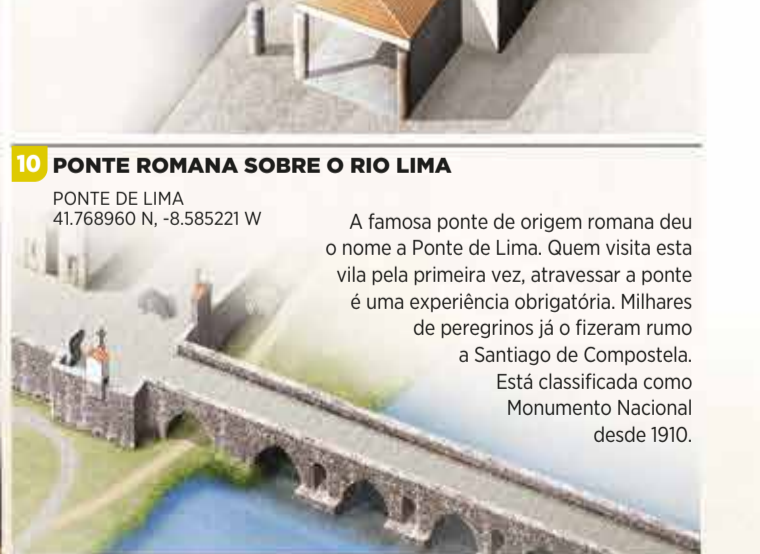 10 PONTE ROMANA SOBRE O RIO LIMA
PONTE DE LIMA
41.768960 N, -8.585221 W
A famosa ponte de origem romana deu
o nome a Ponte de Lima. Quem visita esta
vila pela primeira vez, atravessar a ponte
é uma experiência obrigatória. Milhares
de peregrinos já o fizeram rumo
a Santiago de Compostela.
Está classificada como
Monumento Nacional
desde 1910.